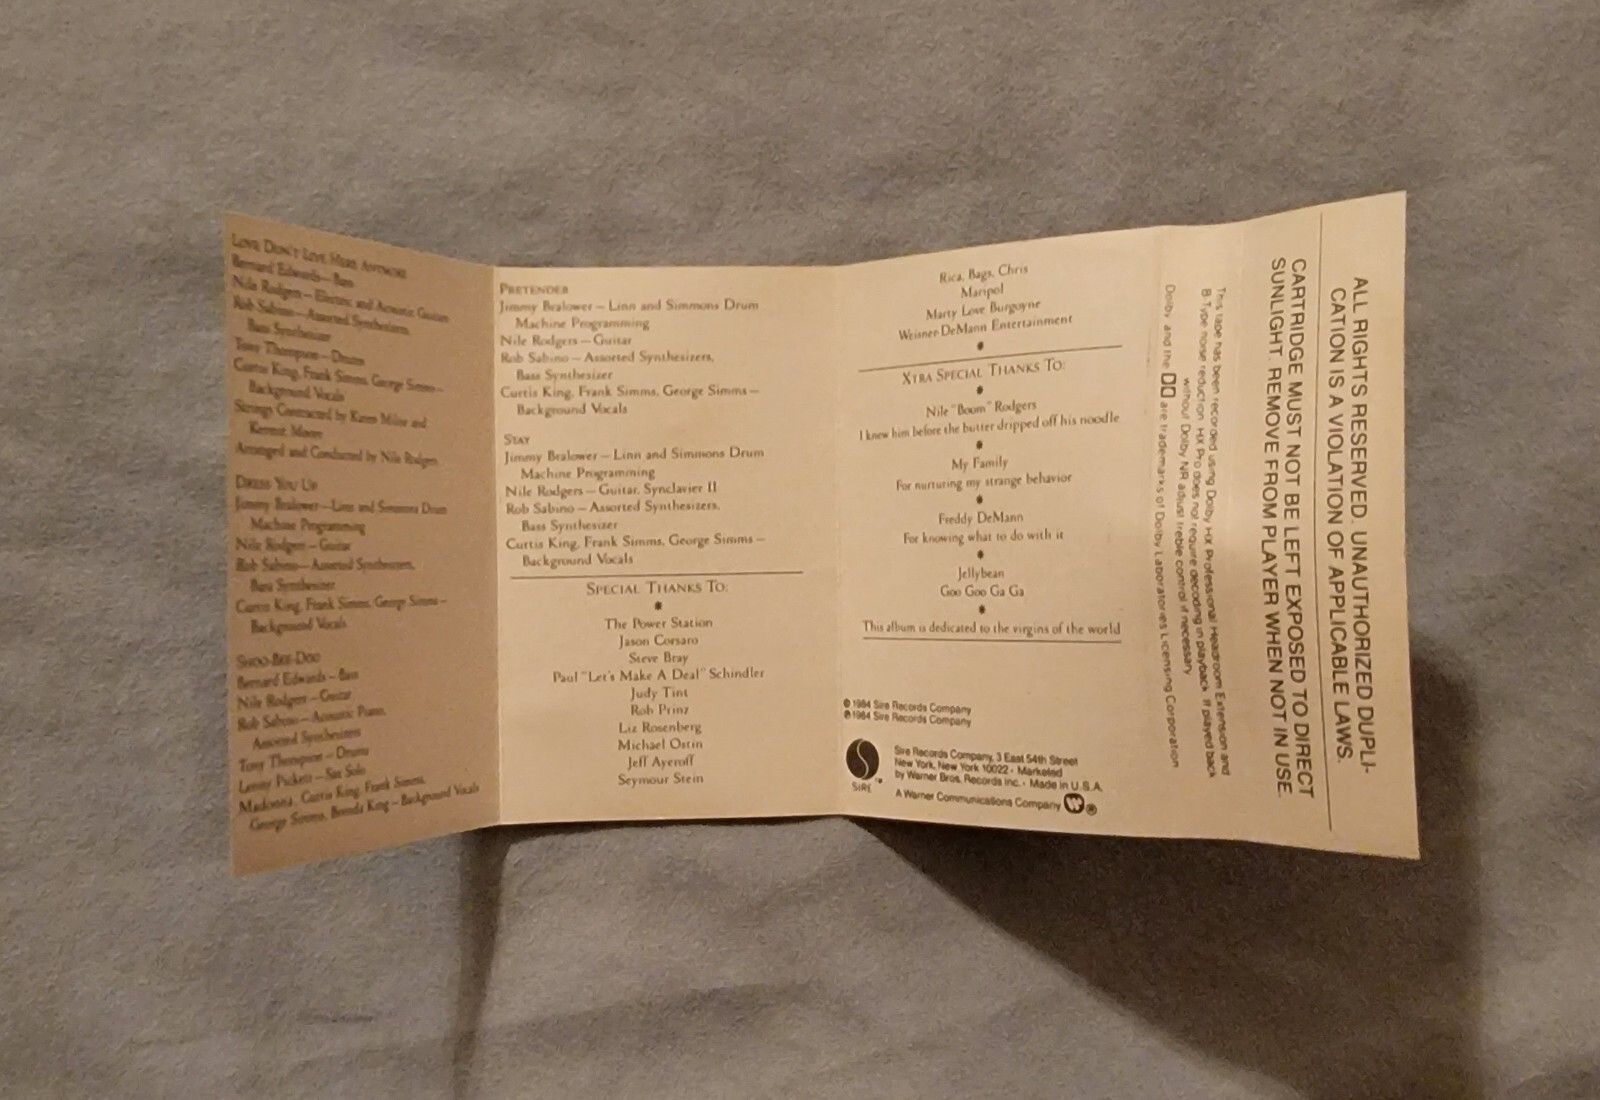 LOVE DON'T LIVE HERE ANYMORE
Bernard Edwards—Bass
Nile Rodgers—Electric and Acoustic Guitars
Rob Sabino—Assorted Synthesizers,
Bass Synthesizer
Tony Thompson—Drums
Curtis King, Frank Simms, George Simms—
Background Vocals
Strings Contracted by Karen Milne and
Kermit Moore
Arranged and Conducted by Nile Rodgers
DRESS YOU UP
Jimmy Bralower—Linn and Simmons Drum
Machine Programming
Nile Rodgers—Guitar
Rob Sabino—Assorted Synthesizers,
Bass Synthesizer
Curtis King, Frank Simms, George Simms—
Background Vocals
SHOO-BEE-DOO
Bernard Edwards—Bass
Nile Rodgers—Guitar
Rob Sabino—Acoustic Piano,
Assorted Synthesizers
Tony Thompson—Drums
Lenny Pickett—Sax Solo
Madonna, Curtis King, Frank Simms,
George Simms, Brenda King—Background Vocals
PRETENDER
Jimmy Bralower—Linn and Simmons Drum
Machine Programming
Nile Rodgers—Guitar
Rob Sabino—Assorted Synthesizers,
Bass Synthesizer
Curtis King, Frank Simms, George Simms—
Background Vocals
STAY
Jimmy Bralower—Linn and Simmons Drum
Machine Programming
Nile Rodgers—Guitar, Synclavier II
Rob Sabino—Assorted Synthesizers,
Bass Synthesizer
Curtis King, Frank Simms, George Simms—
Background Vocals
SPECIAL THANKS TO:
The Power Station
Jason Corsaro
Steve Bray
Paul "Let's Make A Deal" Schindler
Judy Tint
Rob Prinz
Liz Rosenberg
Michael Ostin
Jeff Ayeroff
Seymour Stein
Rica, Bags, Chris
Maripol
Marty Love Burgoyne
Weisner-DeMann Entertainment
XTRA SPECIAL THANKS TO:
Nile "Boom" Rodgers
I knew him before the butter dripped off his noodle
My Family
For nurturing my strange behavior
Freddy DeMann
For knowing what to do with it
Jellybean
Goo Goo Ga Ga
This album is dedicated to the virgins of the world
© 1984 Sire Records Company
℗ 1984 Sire Records Company
SIRE ™
Sire Records Company, 3 East 54th Street
New York, New York 10022 • Marketed
by Warner Bros. Records Inc. • Made in U.S.A.
A Warner Communications Company W ®
This tape has been recorded using Dolby HX Professional Headroom Extension and
B-Type noise reduction. HX Pro does not require decoding in playback. If played back
without Dolby NR adjust treble control if necessary.
Dolby and the DD are trademarks of Dolby Laboratories Licensing Corporation
ALL RIGHTS RESERVED. UNAUTHORIZED DUPLI-
CATION IS A VIOLATION OF APPLICABLE LAWS.
CARTRIDGE MUST NOT BE LEFT EXPOSED TO DIRECT
SUNLIGHT. REMOVE FROM PLAYER WHEN NOT IN USE.